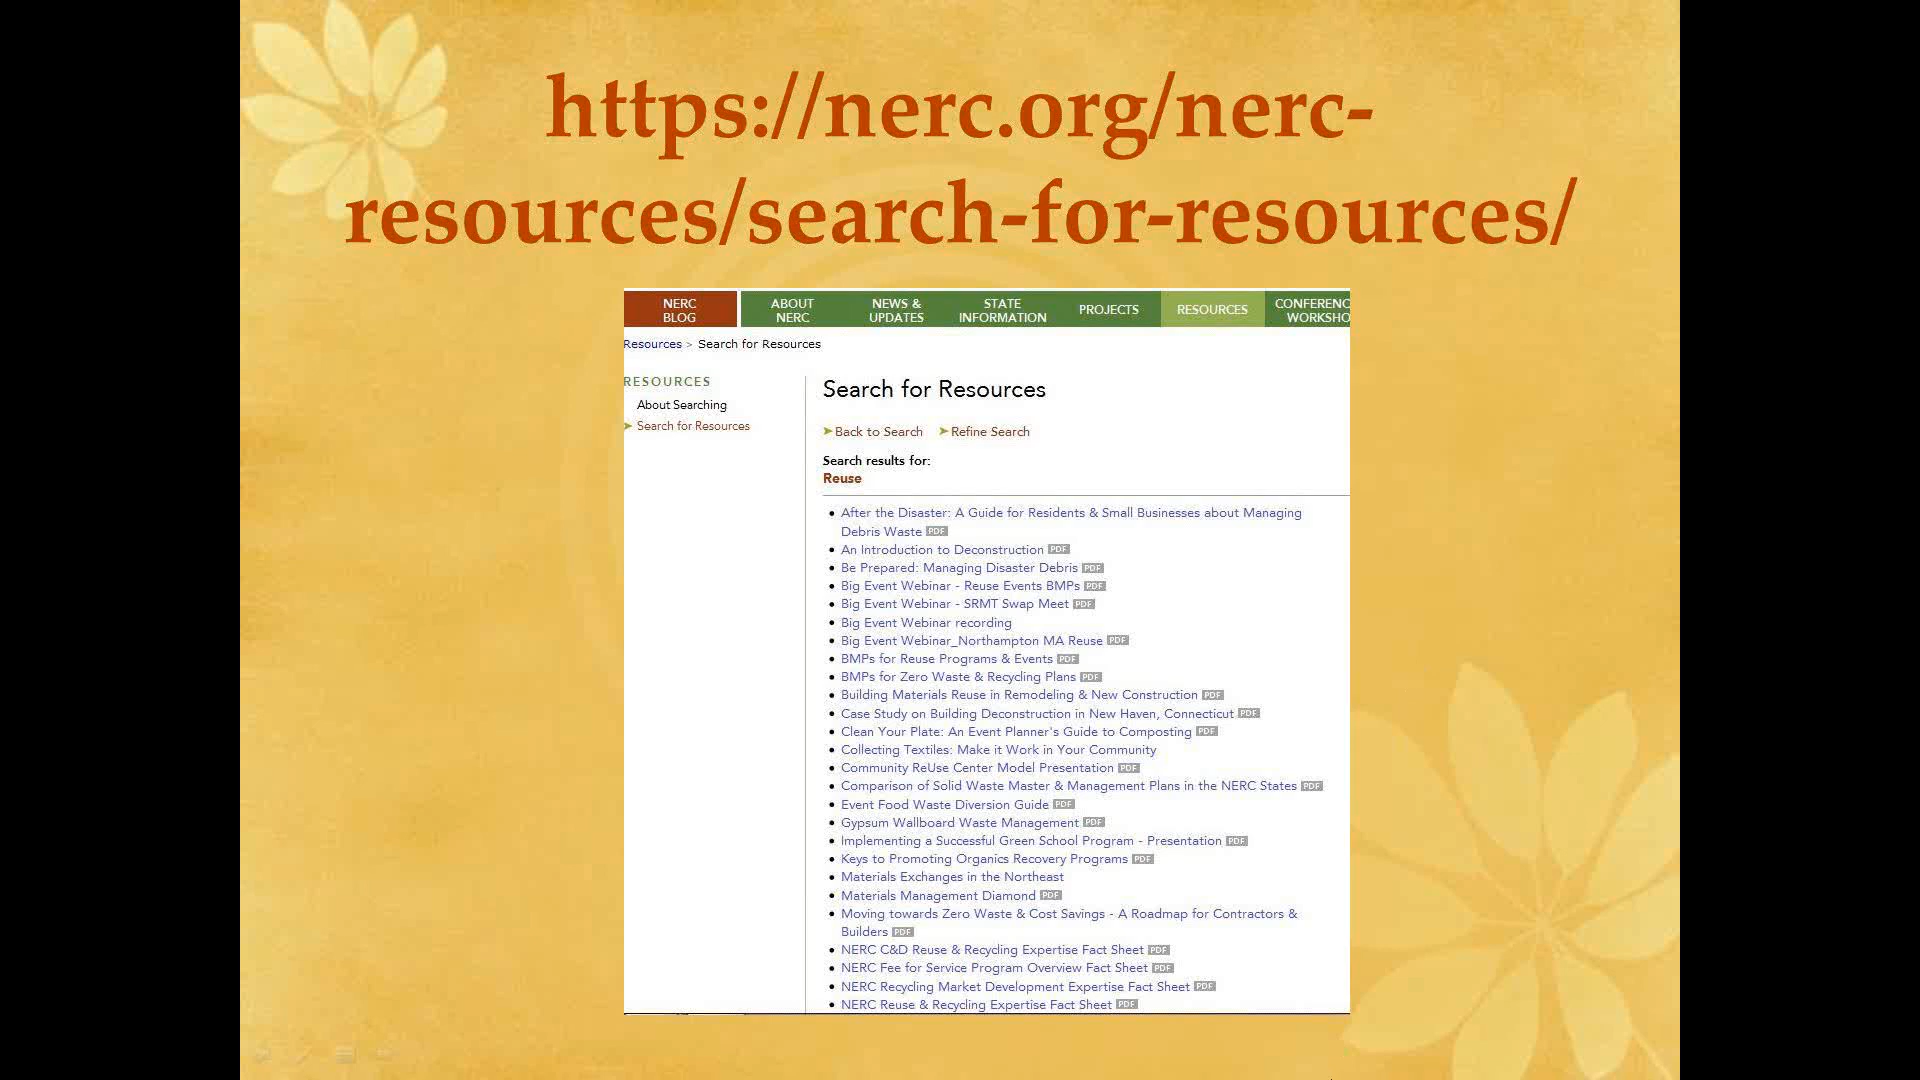 https://nerc.org/nerc-
resources/search-for-resources/
NERC BLOG
ABOUT NERC
NEWS & UPDATES
STATE INFORMATION
PROJECTS
RESOURCES
CONFERENC
WORKSHO
Resources > Search for Resources
RESOURCES
About Searching
Search for Resources
Search for Resources
Back to Search Refine Search
Search results for:
Reuse
After the Disaster: A Guide for Residents & Small Businesses about Managing
Debris Waste PDF
An Introduction to Deconstruction PDF
Be Prepared: Managing Disaster Debris PDF
Big Event Webinar - Reuse Events BMPs PDF
Big Event Webinar - SRMT Swap Meet PDF
Big Event Webinar recording
Big Event Webinar_Northampton MA Reuse PDF
BMPs for Reuse Programs & Events PDF
BMPs for Zero Waste & Recycling Plans PDF
Building Materials Reuse in Remodeling & New Construction PDF
Case Study on Building Deconstruction in New Haven, Connecticut PDF
Clean Your Plate: An Event Planner's Guide to Composting PDF
Collecting Textiles: Make it Work in Your Community
Community ReUse Center Model Presentation PDF
Comparison of Solid Waste Master & Management Plans in the NERC States PDF
Event Food Waste Diversion Guide PDF
Gypsum Wallboard Waste Management PDF
Implementing a Successful Green School Program - Presentation PDF
Keys to Promoting Organics Recovery Programs PDF
Materials Exchanges in the Northeast
Materials Management Diamond PDF
Moving towards Zero Waste & Cost Savings - A Roadmap for Contractors &
Builders PDF
NERC C&D Reuse & Recycling Expertise Fact Sheet PDF
NERC Fee for Service Program Overview Fact Sheet PDF
NERC Recycling Market Development Expertise Fact Sheet PDF
NERC Reuse & Recycling Expertise Fact Sheet PDF